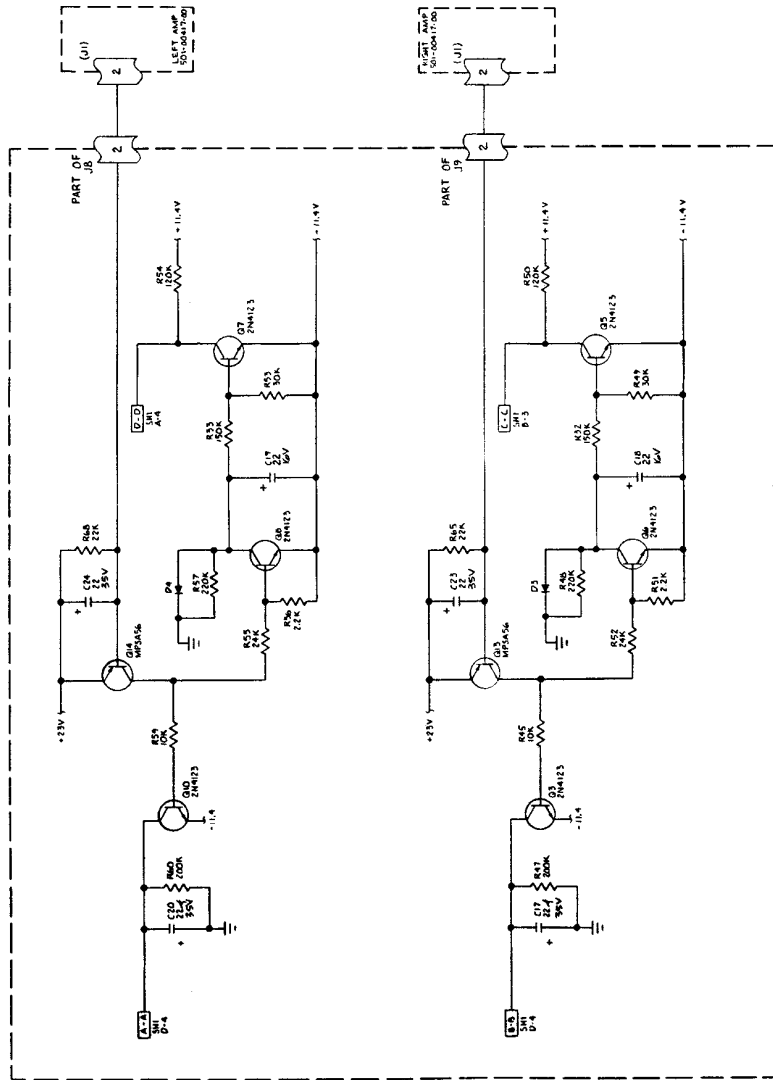 (J1)
2
LEFT AMP
501-00417-00
2
PART OF
J8
+11.4V
R54
120K
-11.4V
Q7
2N4123
D-D
SH1
A-4
R53
30K
R33
150K
C19
22
16V
+
R68
22K
Q8
2N4123
C24
22
35V
+
D4
R57
220K
R56
2.2K
R55
24K
Q14
MPSA56
+23V
R59
10K
Q10
2N4123
-11.4
R60
200K
C20
22
35V
+
A-A
SH1
D-4
RIGHT AMP
501-00417-00
(J1)
2
2
PART OF
J9
+11.4V
R50
120K
-11.4V
Q5
2N4123
C-C
SH1
B-3
R49
30K
R32
150K
C18
22
16V
+
R65
22K
Q6
2N4123
C23
22
35V
+
D3
R48
220K
R51
2.2K
R52
24K
Q13
MPSA56
+23V
R45
10K
Q3
2N4123
-11.4
R47
200K
C17
22
35V
+
B-B
SH1
D-4